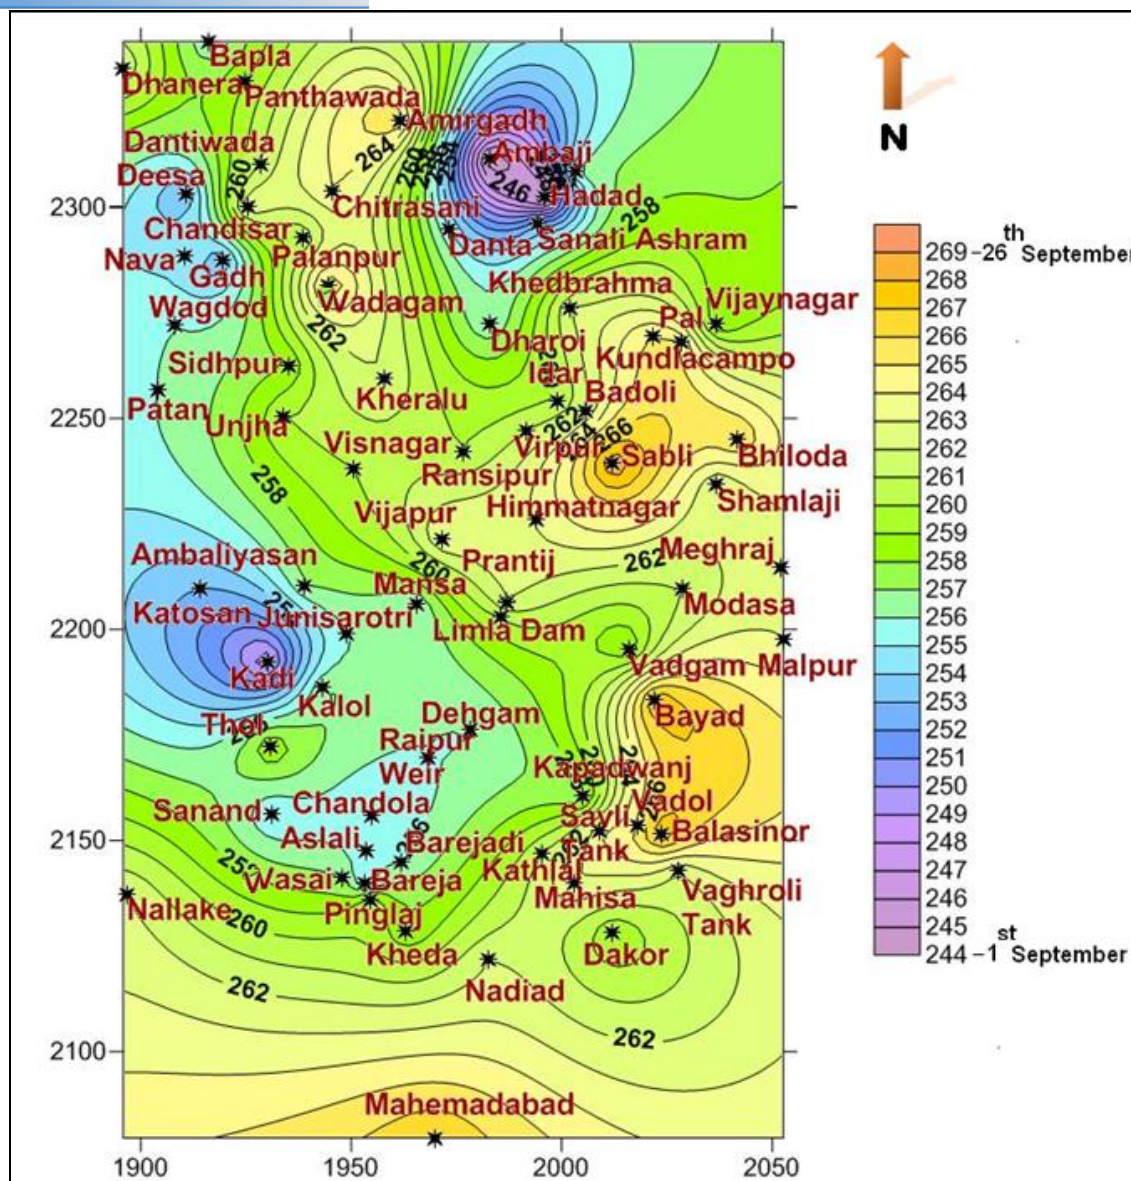 Bapla
Dhanera
Panthawada
Amirgadh
Dantiwada
264
260
Ambaji
Deesa
246
Hadad
2300
Chitrasani
258
Chandisar
Danta
Sanali Ashram
Nava
Palanpur
Gadh
Khedbrahma
Wagdod
Wadagam
Vijaynagar
Pal
262
Dharoi
Sidhpur
Kundlacampo
Idar
Kheralu
Badoli
Patan
2250
Unjha
262
266
Visnagar
Virpur
Sabli
Bhiloda
Ransipur
258
Himmatnagar
Shamlaji
Vijapur
Ambaliyasan
260
Prantij
262
Meghraj
Mansa
Katosan
Junisarotri
Modasa
2200
Limla Dam
Kadi
Vadgam
Malpur
Kalol
Thol
Dehgam
Bayad
Raipur
Weir
Kapadwanj
264
266
Sanand
Chandola
Sayli
Vadol
Aslali
Barejadi
Tank
Balasinor
2150
256
262
Kathlal
Wasai
Bareja
Mahisa
Vaghroli
Tank
Nallake
260
Pinglaj
Kheda
Dakor
262
Nadiad
262
2100
Mahemadabad
1900
1950
2000
2050
N
269 – 26th September
268
267
266
265
264
263
262
261
260
259
258
257
256
255
254
253
252
251
250
249
248
247
246
245
244 – 1st September